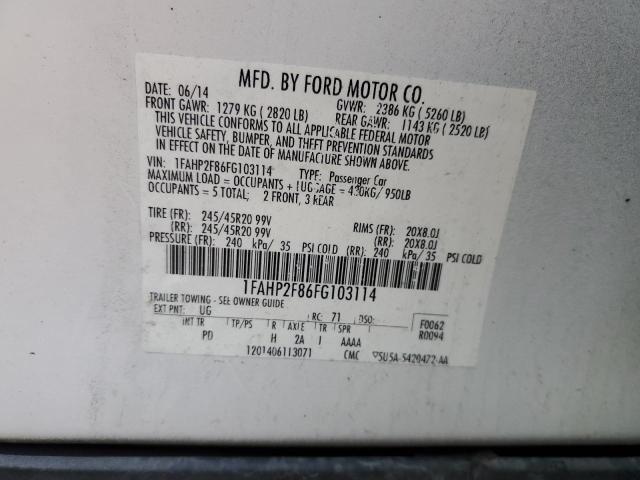 MFD. BY FORD MOTOR CO.
DATE: 06/14
GVWR: 2386 KG ( 5260 LB)
FRONT GAWR: 1279 KG ( 2820 LB)
REAR GAWR: 1143 KG ( 2520 LB)
THIS VEHICLE CONFORMS TO ALL APPLICABLE FEDERAL MOTOR
VEHICLE SAFETY, BUMPER, AND THEFT PREVENTION STANDARDS
IN EFFECT ON THE DATE OF MANUFACTURE SHOWN ABOVE.
VIN: 1FAHP2F86FG103114 TYPE: Passenger Car
MAXIMUM LOAD = OCCUPANTS + LUGGAGE = 430KG/ 950LB
OCCUPANTS = 5 TOTAL; 2 FRONT, 3 REAR
TIRE (FR): 245/45R20 99V RIMS (FR): 20X8.0J
(RR): 245/45R20 99V (RR): 20X8.0J
PRESSURE (FR): 240 kPa/ 35 PSI COLD (RR): 240 kPa/ 35 PSI COLD
1FAHP2F86FG103114
TRAILER TOWING - SEE OWNER GUIDE
EXT PNT: UG RC: 71 DSO: F0062
R0094
INT TR TP/PS R AXLE TR SPR
PD H 2A I AAAA
1201406113071 CMC ▽5U5A-5420472-AA